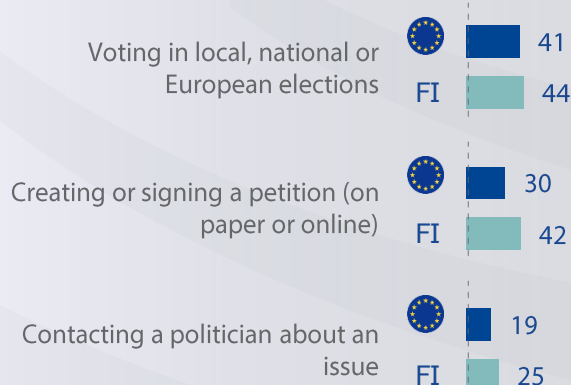 Voting in local, national or
European elections
41
FI 44
Creating or signing a petition (on
paper or online)
30
FI 42
Contacting a politician about an
issue
19
FI 25